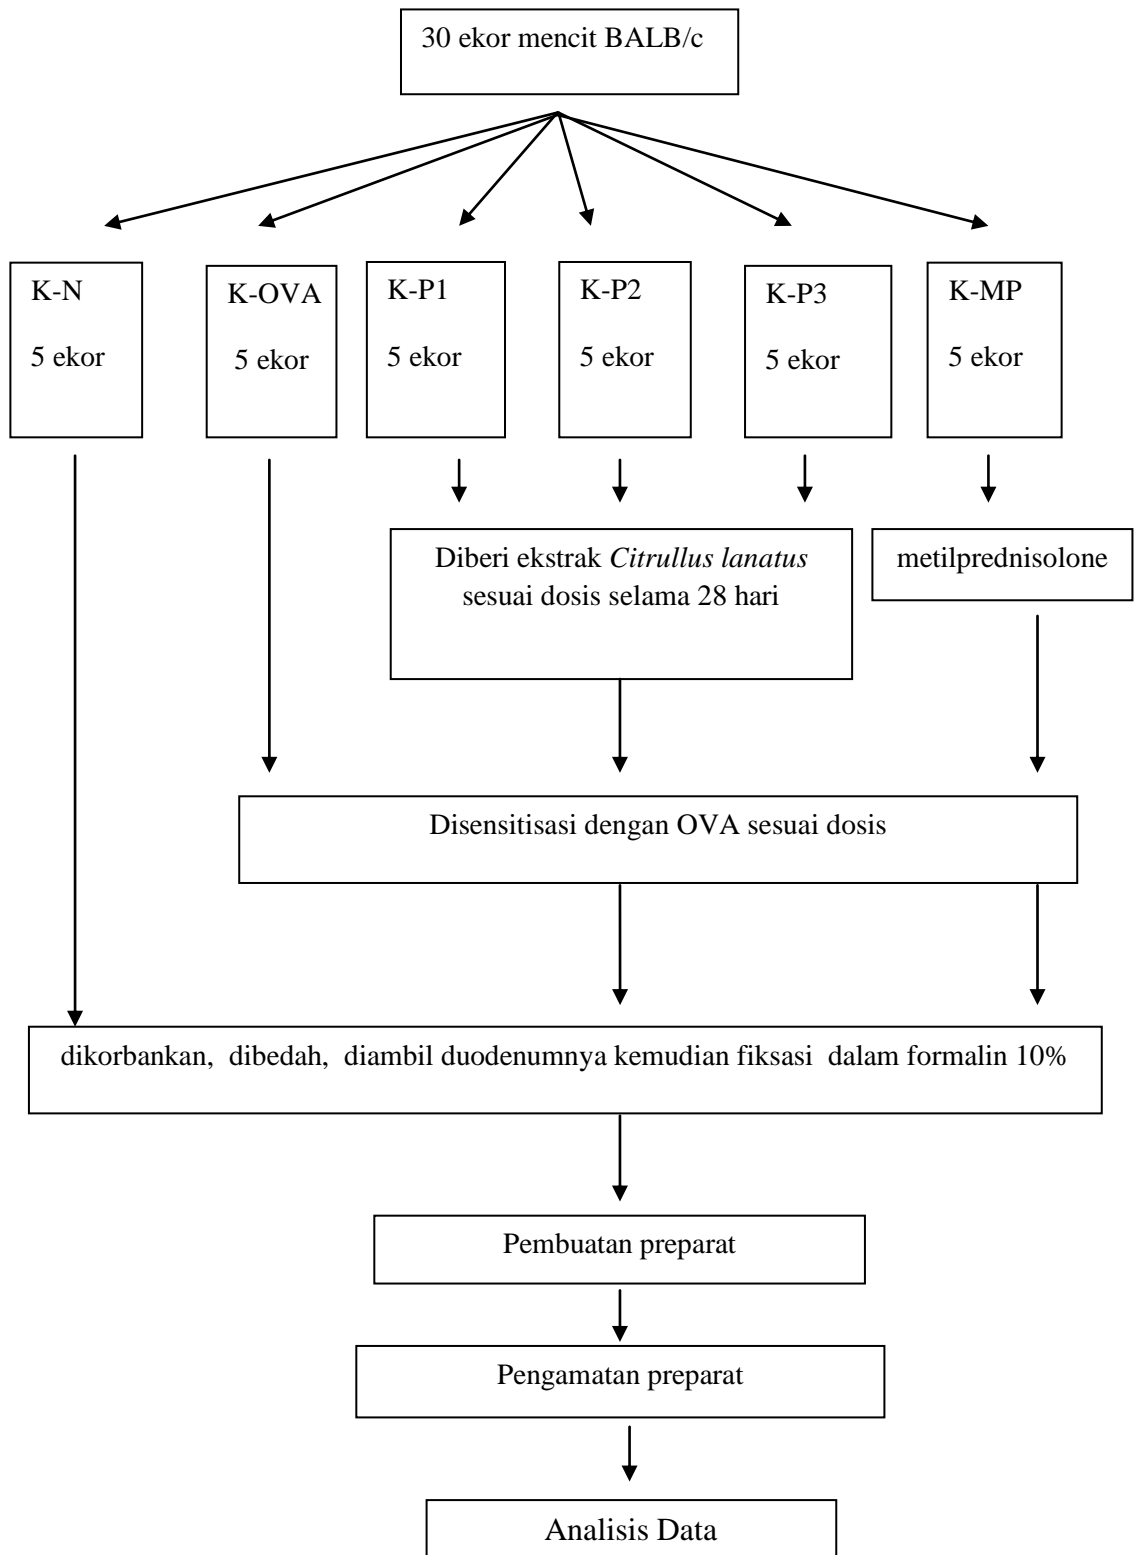 30 ekor mencit BALB/c
K-N
5 ekor
K-OVA
5 ekor
K-P1
5 ekor
K-P2
5 ekor
K-P3
5 ekor
K-MP
5 ekor
Diberi ekstrak Citrullus lanatus
sesuai dosis selama 28 hari
metilprednisolone
Disensitisasi dengan OVA sesuai dosis
dikorbankan, dibedah, diambil duodenumnya kemudian fiksasi dalam formalin 10%
Pembuatan preparat
Pengamatan preparat
Analisis Data